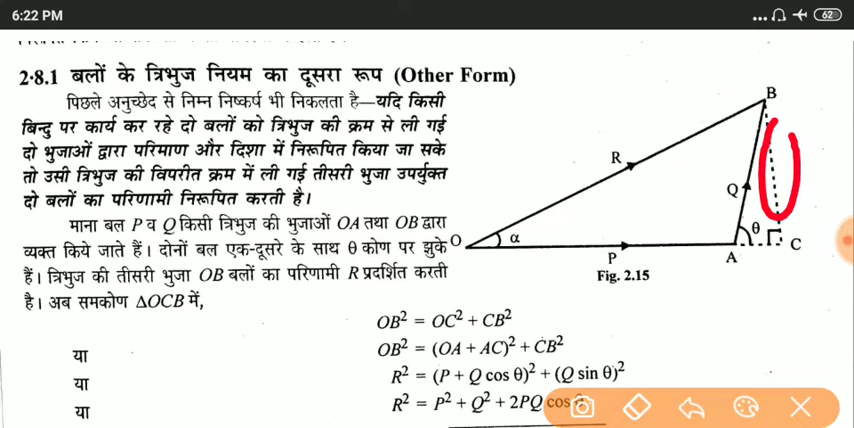 6:22 PM
62
2·8.1 बलों के त्रिभुज नियम का दूसरा रूप (Other Form)
पिछले अनुच्छेद से निम्न निष्कर्ष भी निकलता है—यदि किसी
बिन्दु पर कार्य कर रहे दो बलों को त्रिभुज की क्रम से ली गई
दो भुजाओं द्वारा परिमाण और दिशा में निरूपित किया जा सके
तो उसी त्रिभुज की विपरीत क्रम में ली गई तीसरी भुजा उपर्युक्त
दो बलों का परिणामी निरूपित करती है।
माना बल P व Q किसी त्रिभुज की भुजाओं OA तथा OB द्वारा
व्यक्त किये जाते हैं। दोनों बल एक-दूसरे के साथ θ कोण पर झुके
हैं। त्रिभुज की तीसरी भुजा OB बलों का परिणामी R प्रदर्शित करती
है। अब समकोण ΔOCB में,
B
R
Q
O
α
θ
P
A
C
Fig. 2.15
OB² = OC² + CB²
या OB² = (OA + AC)² + CB²
या R² = (P + Q cos θ)² + (Q sin θ)²
या R² = P² + Q² + 2PQ cos